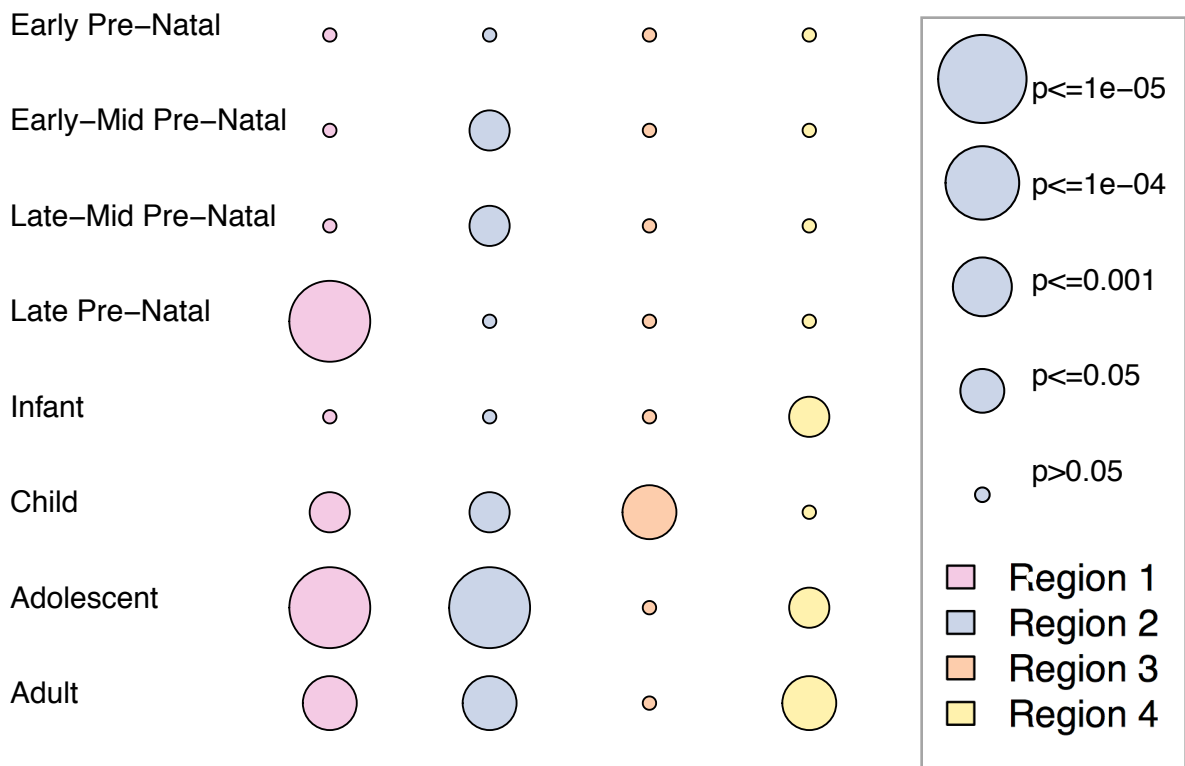 Early Pre−Natal
Early−Mid Pre−Natal
Late−Mid Pre−Natal
Late Pre−Natal
Infant
Child
Adolescent
Adult
p<=1e−05
p<=1e−04
p<=0.001
p<=0.05
p>0.05
Region 1
Region 2
Region 3
Region 4